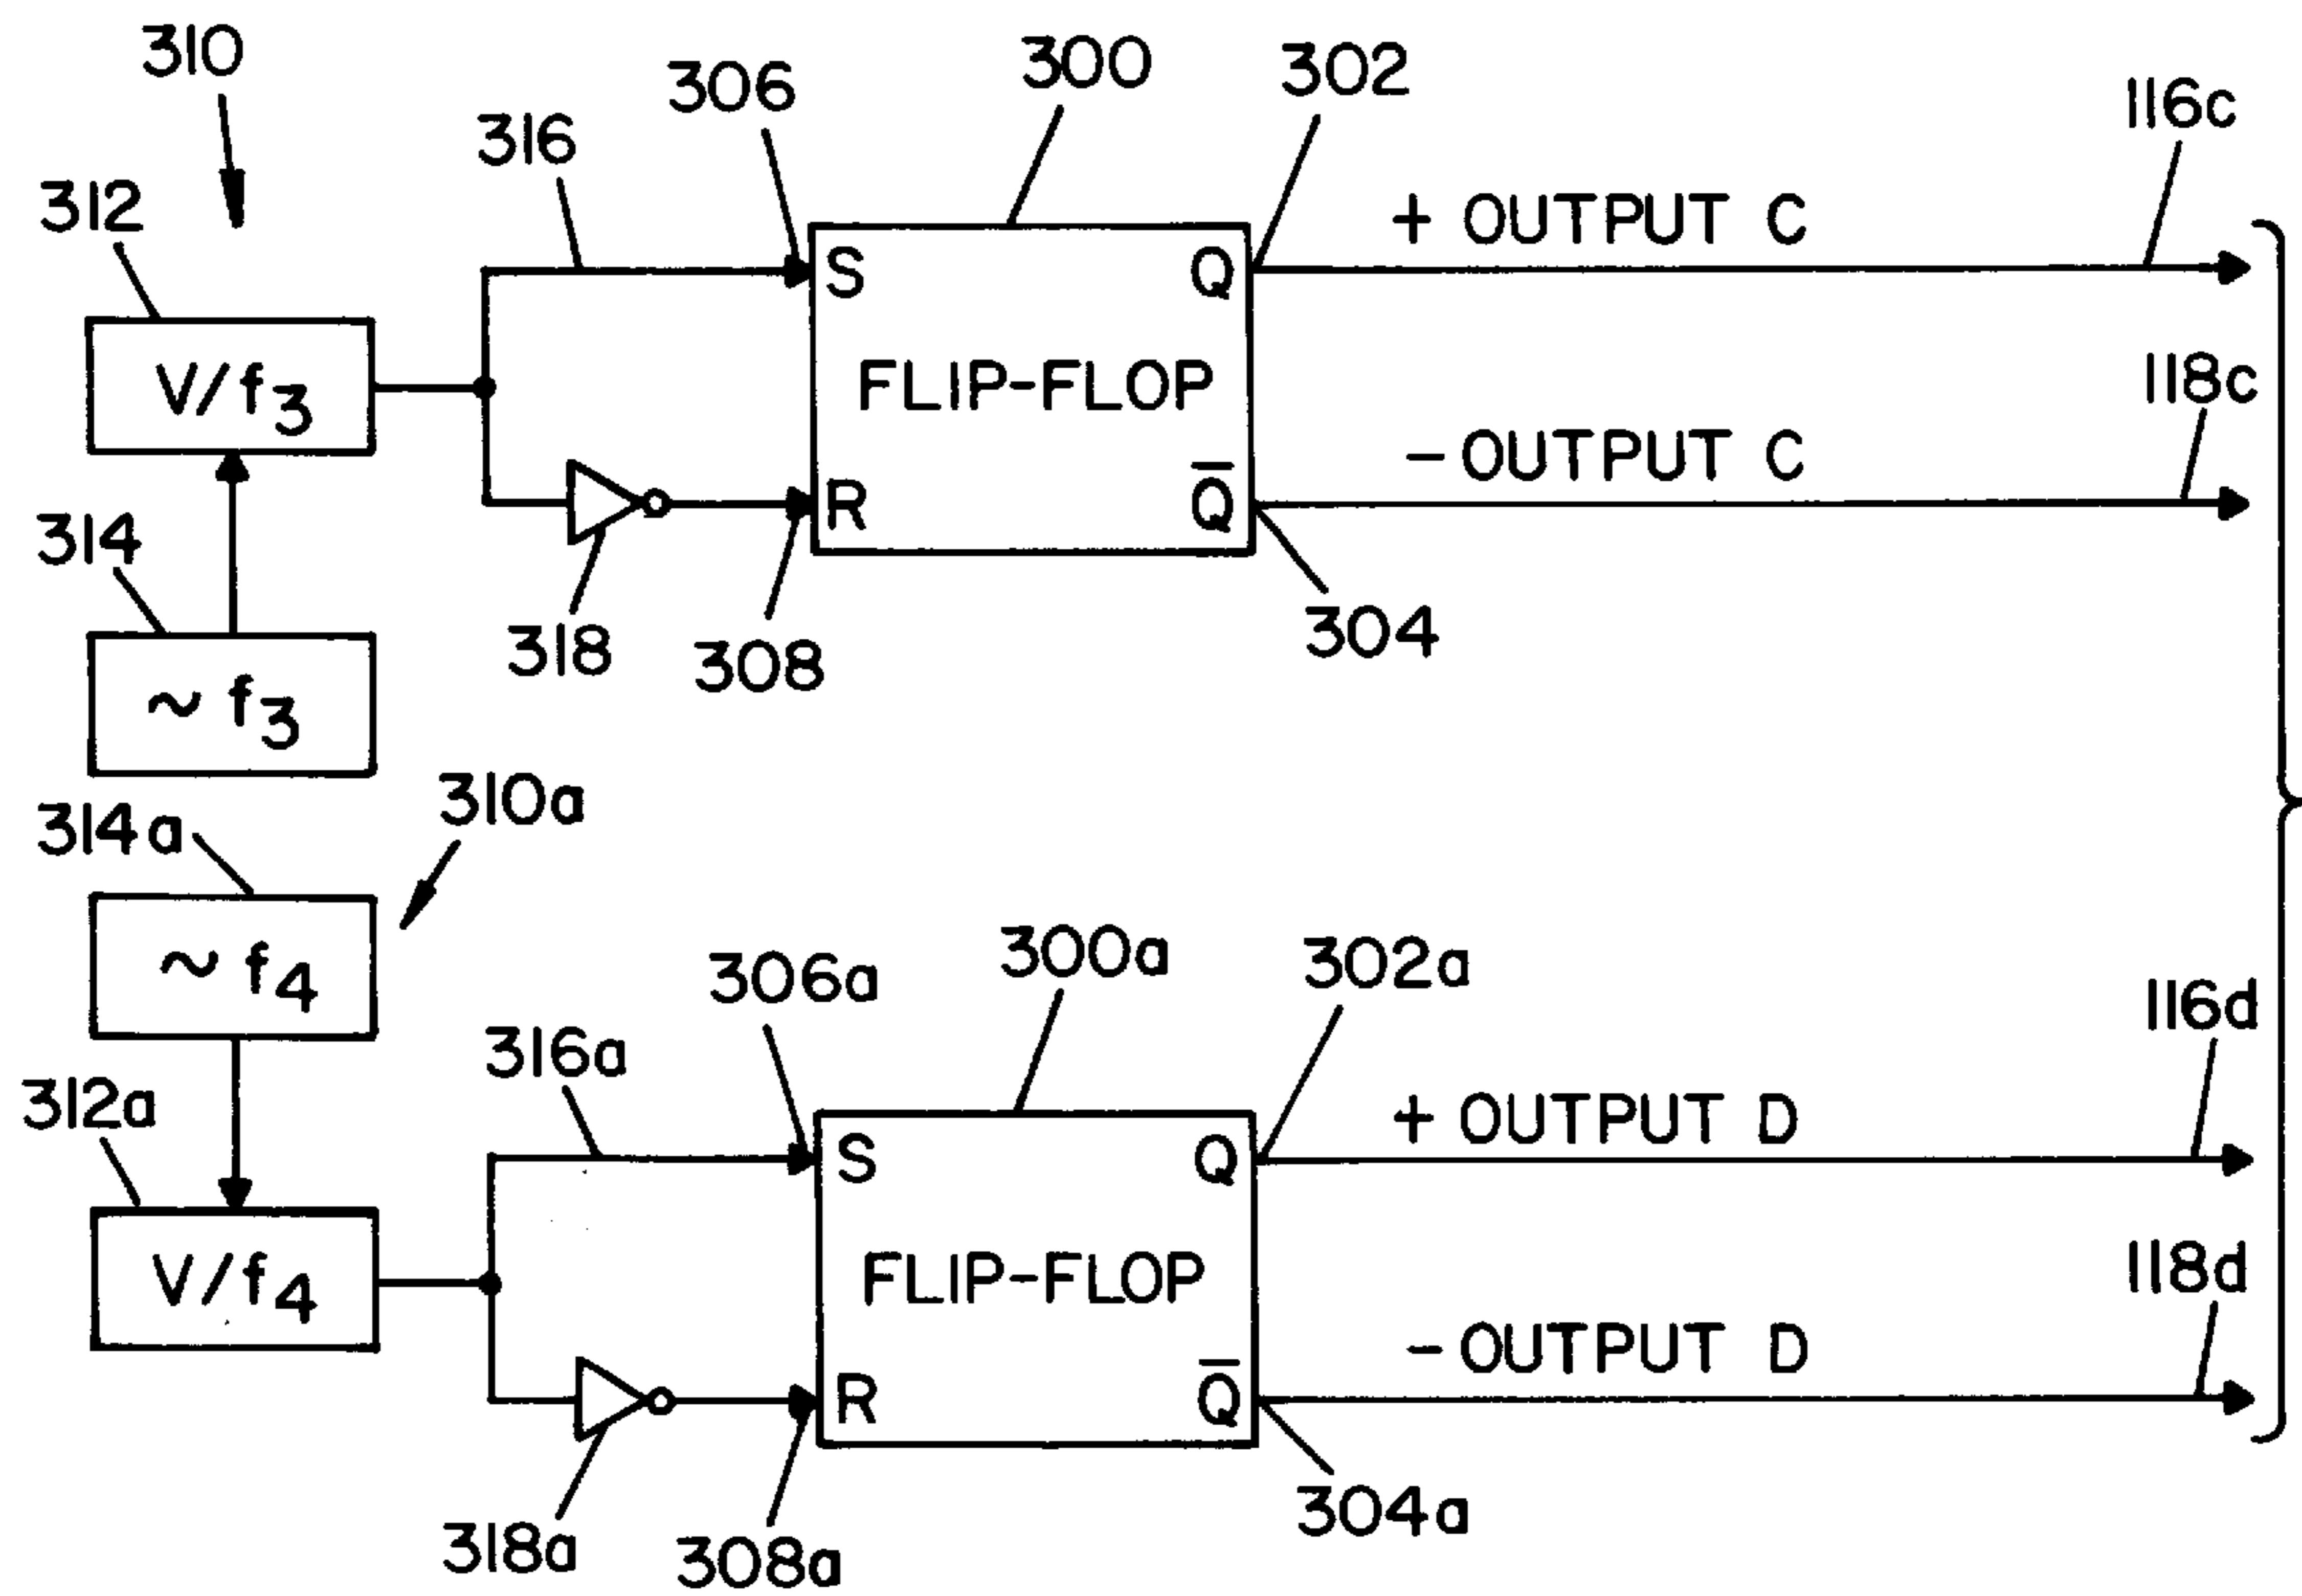 310
306
300
302
116c
316
312
+ OUTPUT C
S
Q
118c
V/f3
FLIP-FLOP
- OUTPUT C
R
Q̅
314
318
308
304
~ f3
310a
314a
~ f4
306a
300a
302a
116d
316a
312a
+ OUTPUT D
S
Q
118d
V/f4
FLIP-FLOP
- OUTPUT D
R
Q̅
304a
318a
308a